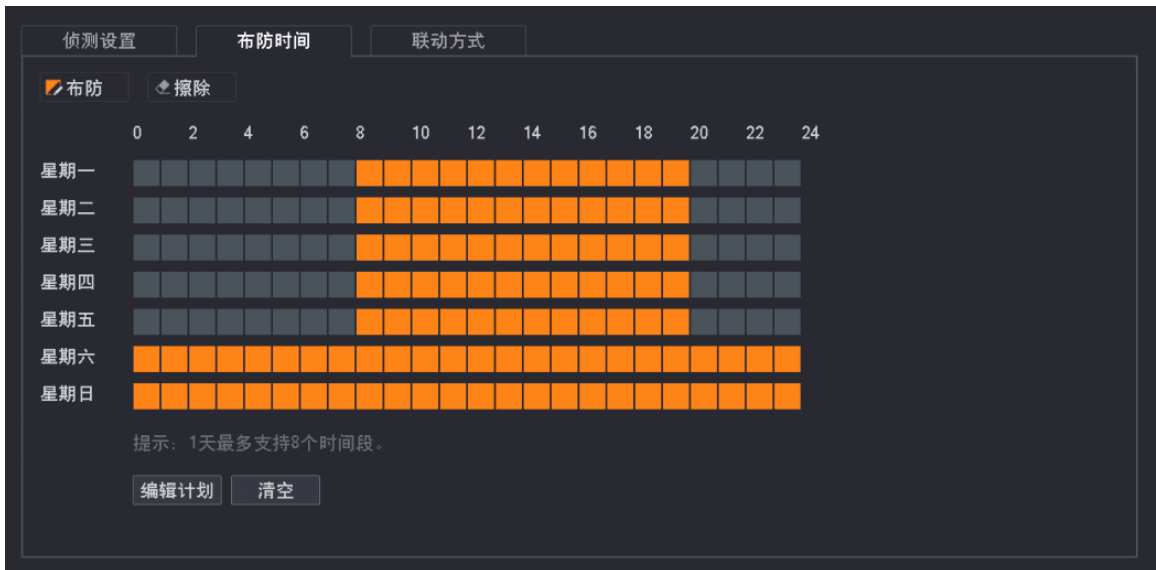 侦测设置 布防时间 联动方式
布防 擦除
0 2 4 6 8 10 12 14 16 18 20 22 24
星期一
星期二
星期三
星期四
星期五
星期六
星期日
提示：1天最多支持8个时间段。
编辑计划 清空